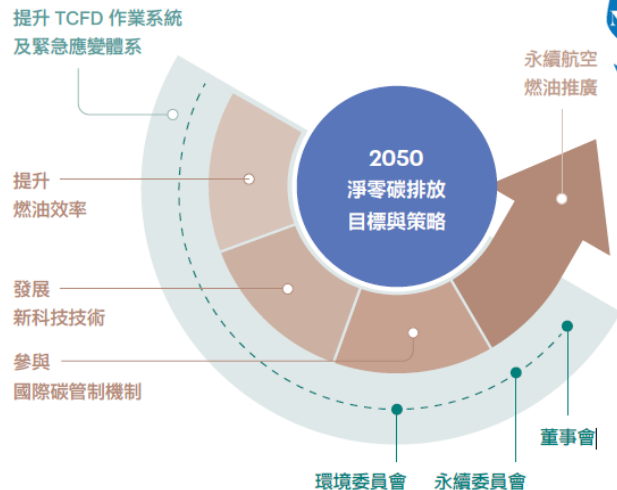 提升 TCFD 作業系統
及緊急應變體系
永續航空
燃油推廣
2050
淨零碳排放
目標與策略
提升
燃油效率
發展
新科技技術
參與
國際碳管制機制
董事會
環境委員會
永續委員會